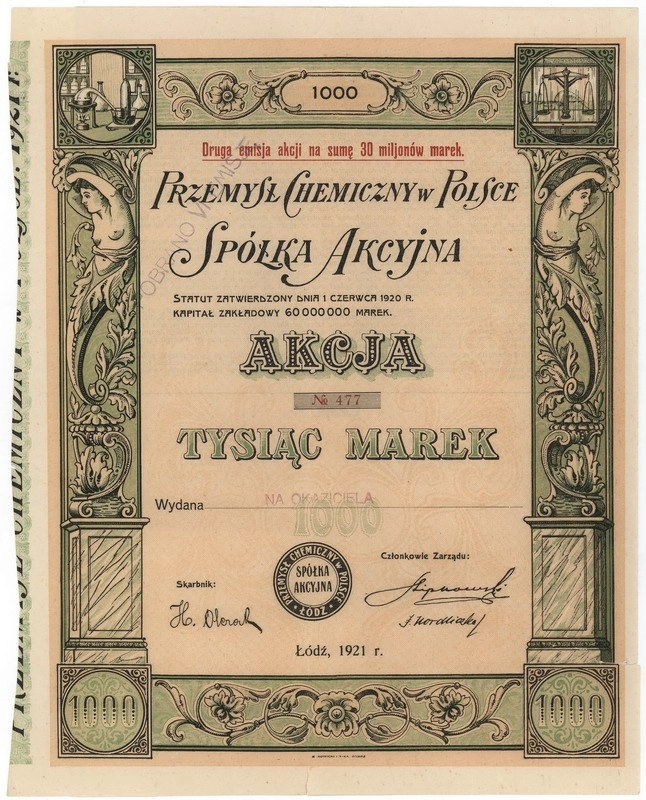 1000
Druga emisja akcji na sumę 30 miljonów marek.
PRZEMYSŁ CHEMICZNY w POLSCE
SPÓŁKA AKCYJNA
STATUT ZATWIERDZONY DNIA 1 CZERWCA 1920 R.
KAPITAŁ ZAKŁADOWY 60 000 000 MAREK.
AKCJA
№ 477
TYSIĄC MAREK
Wydana NA OKAZICIELA
1000
Skarbnik:
PRZEMYSŁ CHEMICZNY w POLSCE
SPÓŁKA
AKCYJNA
ŁÓDŹ
Członkowie Zarządu:
Łódź, 1921 r.
1000
1000